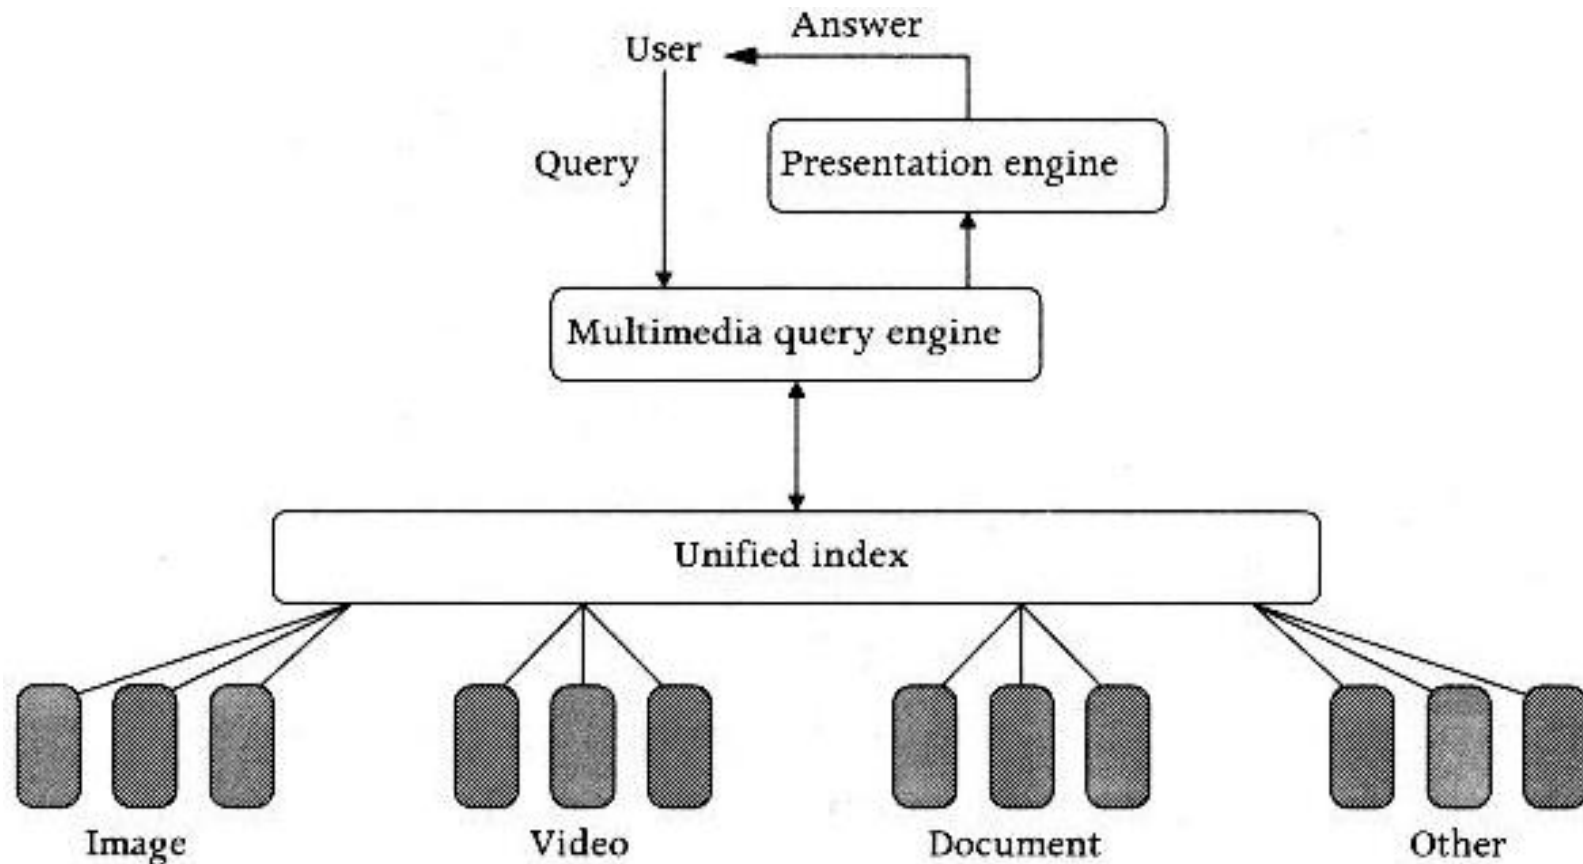 Answer
User
Query
Presentation engine
Multimedia query engine
Unified index
Image
Video
Document
Other